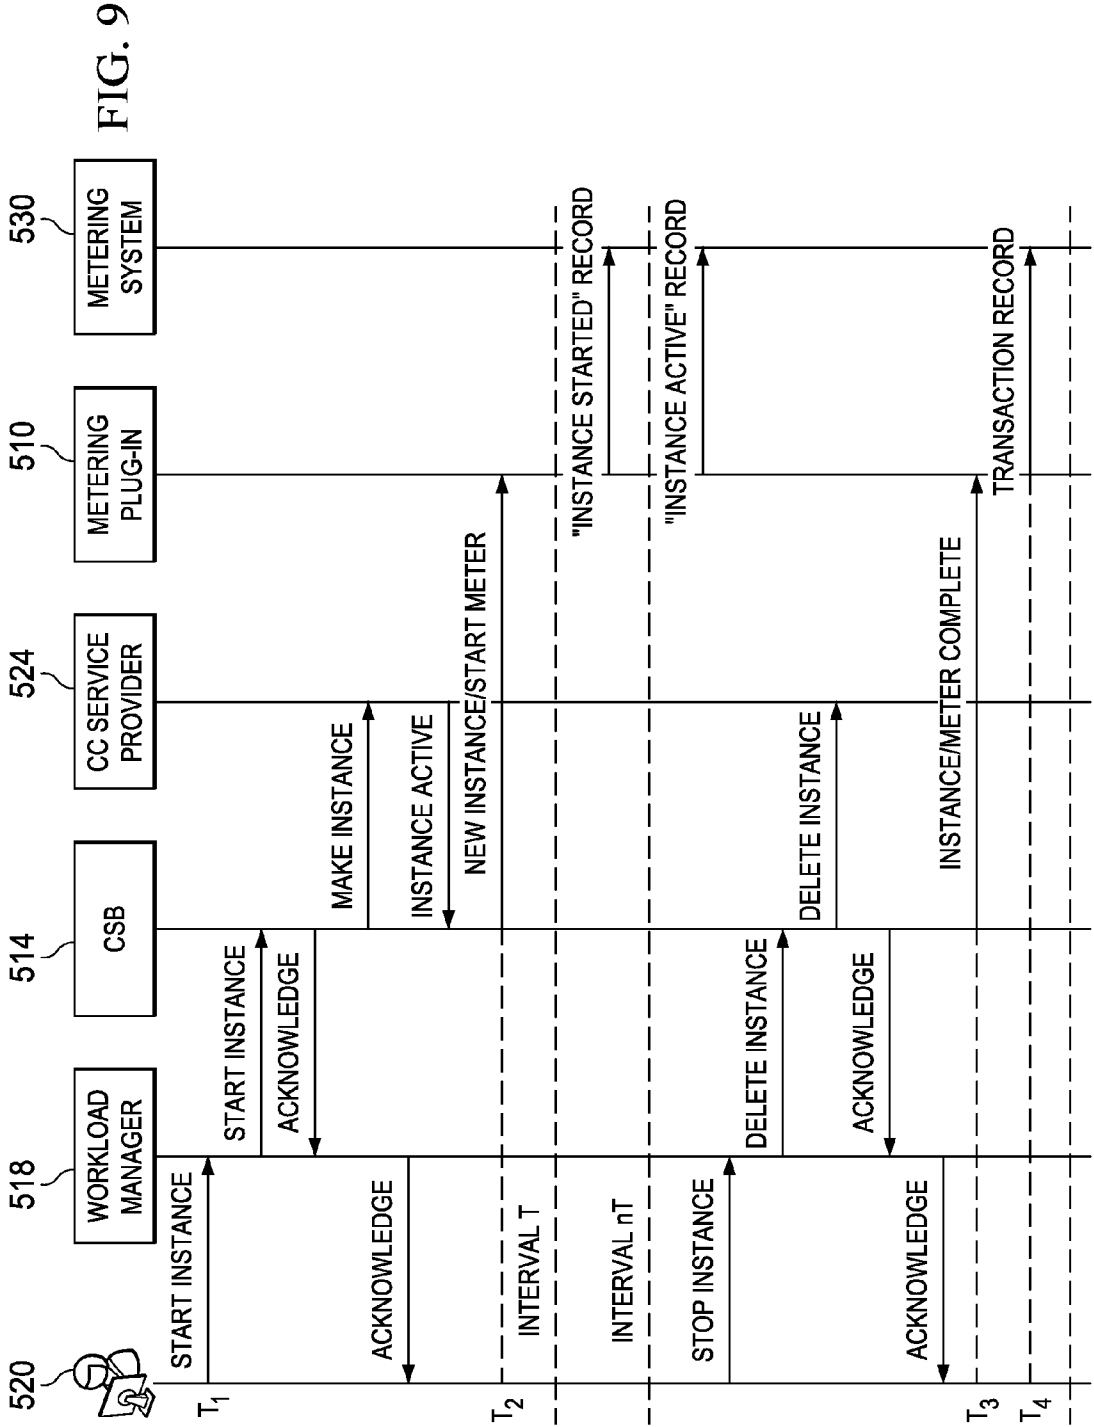 FIG. 9
520
518
514
524
510
530
WORKLOAD
MANAGER
CSB
CC SERVICE
PROVIDER
METERING
PLUG-IN
METERING
SYSTEM
T1
START INSTANCE
START INSTANCE
ACKNOWLEDGE
MAKE INSTANCE
ACKNOWLEDGE
INSTANCE ACTIVE
NEW INSTANCE/START METER
T2
INTERVAL T
"INSTANCE STARTED" RECORD
INTERVAL nT
"INSTANCE ACTIVE" RECORD
STOP INSTANCE
DELETE INSTANCE
DELETE INSTANCE
ACKNOWLEDGE
ACKNOWLEDGE
INSTANCE/METER COMPLETE
T3
TRANSACTION RECORD
T4